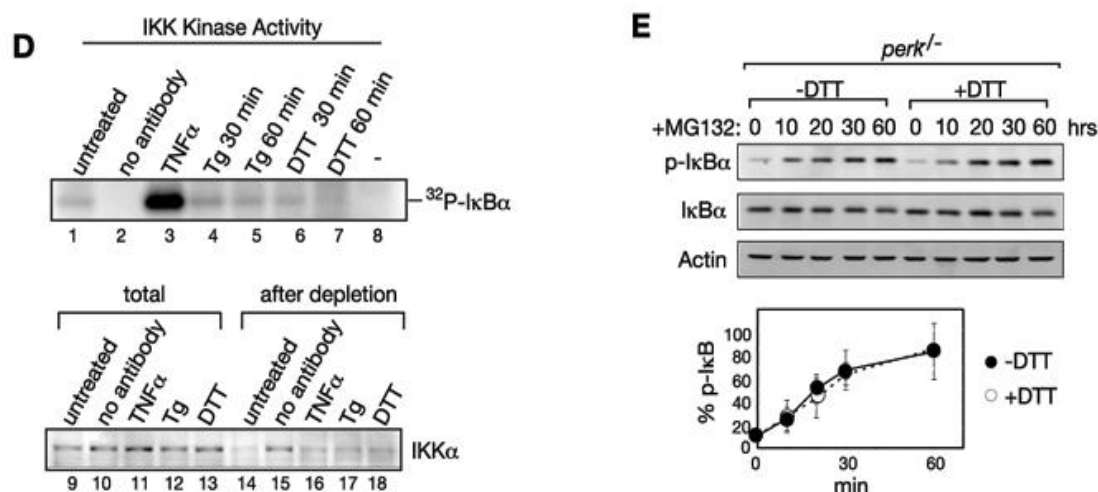 D
IKK Kinase Activity
untreated
no antibody
TNFα
Tg 30 min
Tg 60 min
DTT 30 min
DTT 60 min
-
³²P-IκBα
1 2 3 4 5 6 7 8
total after depletion
untreated
no antibody
TNFα
Tg
DTT
untreated
no antibody
TNFα
Tg
DTT
IKKα
9 10 11 12 13 14 15 16 17 18
E
perk/-
-DTT +DTT
+MG132: 0 10 20 30 60 0 10 20 30 60 hrs
p-IκBα
IκBα
Actin
% p-IκB
100
80
60
40
20
0
0 30 60
min
-DTT
+DTT